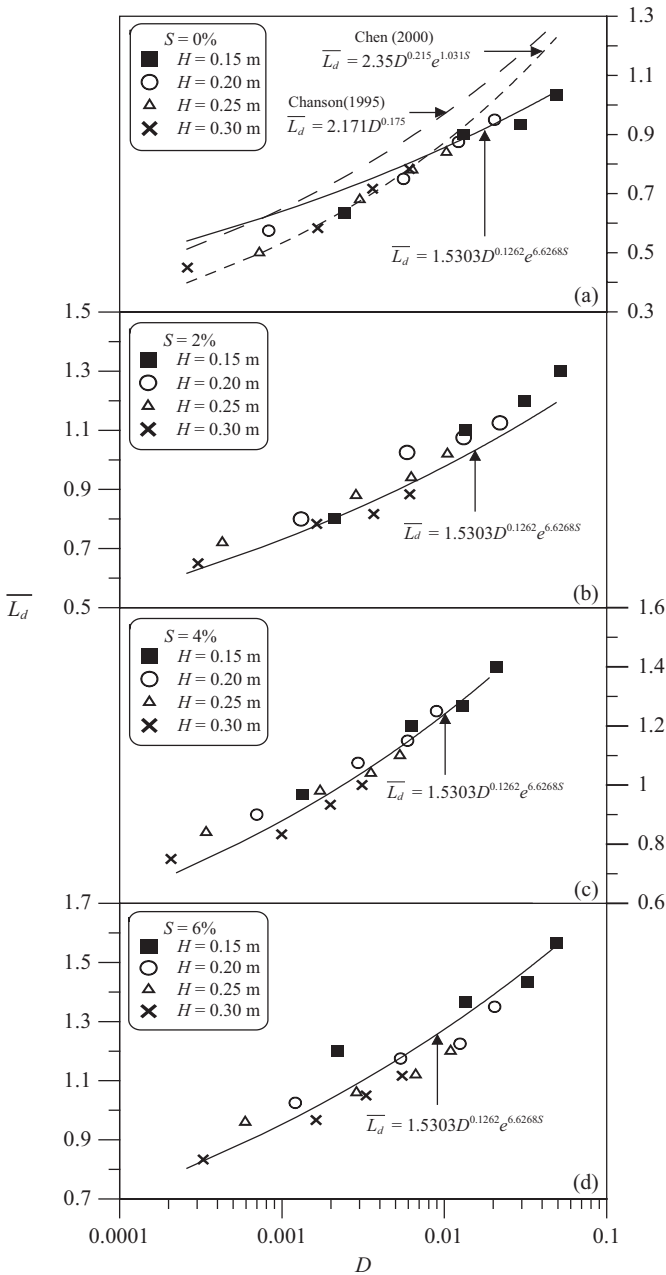 S = 0%
H = 0.15 m
H = 0.20 m
H = 0.25 m
H = 0.30 m
Chen (2000)
L̅d̅ = 2.35D^0.215e^1.031S
Chanson(1995)
L̅d̅ = 2.171D^0.175
L̅d̅ = 1.5303D^0.1262e^6.6268S
(a)
1.3
1.1
0.9
0.7
0.5
0.3
1.5
1.3
1.1
0.9
0.7
0.5
S = 2%
H = 0.15 m
H = 0.20 m
H = 0.25 m
H = 0.30 m
L̅d̅ = 1.5303D^0.1262e^6.6268S
(b)
L̅d̅
S = 4%
H = 0.15 m
H = 0.20 m
H = 0.25 m
H = 0.30 m
L̅d̅ = 1.5303D^0.1262e^6.6268S
(c)
1.6
1.4
1.2
1
0.8
0.6
1.7
1.5
1.3
1.1
0.9
0.7
S = 6%
H = 0.15 m
H = 0.20 m
H = 0.25 m
H = 0.30 m
L̅d̅ = 1.5303D^0.1262e^6.6268S
(d)
0.0001
0.001
0.01
0.1
D